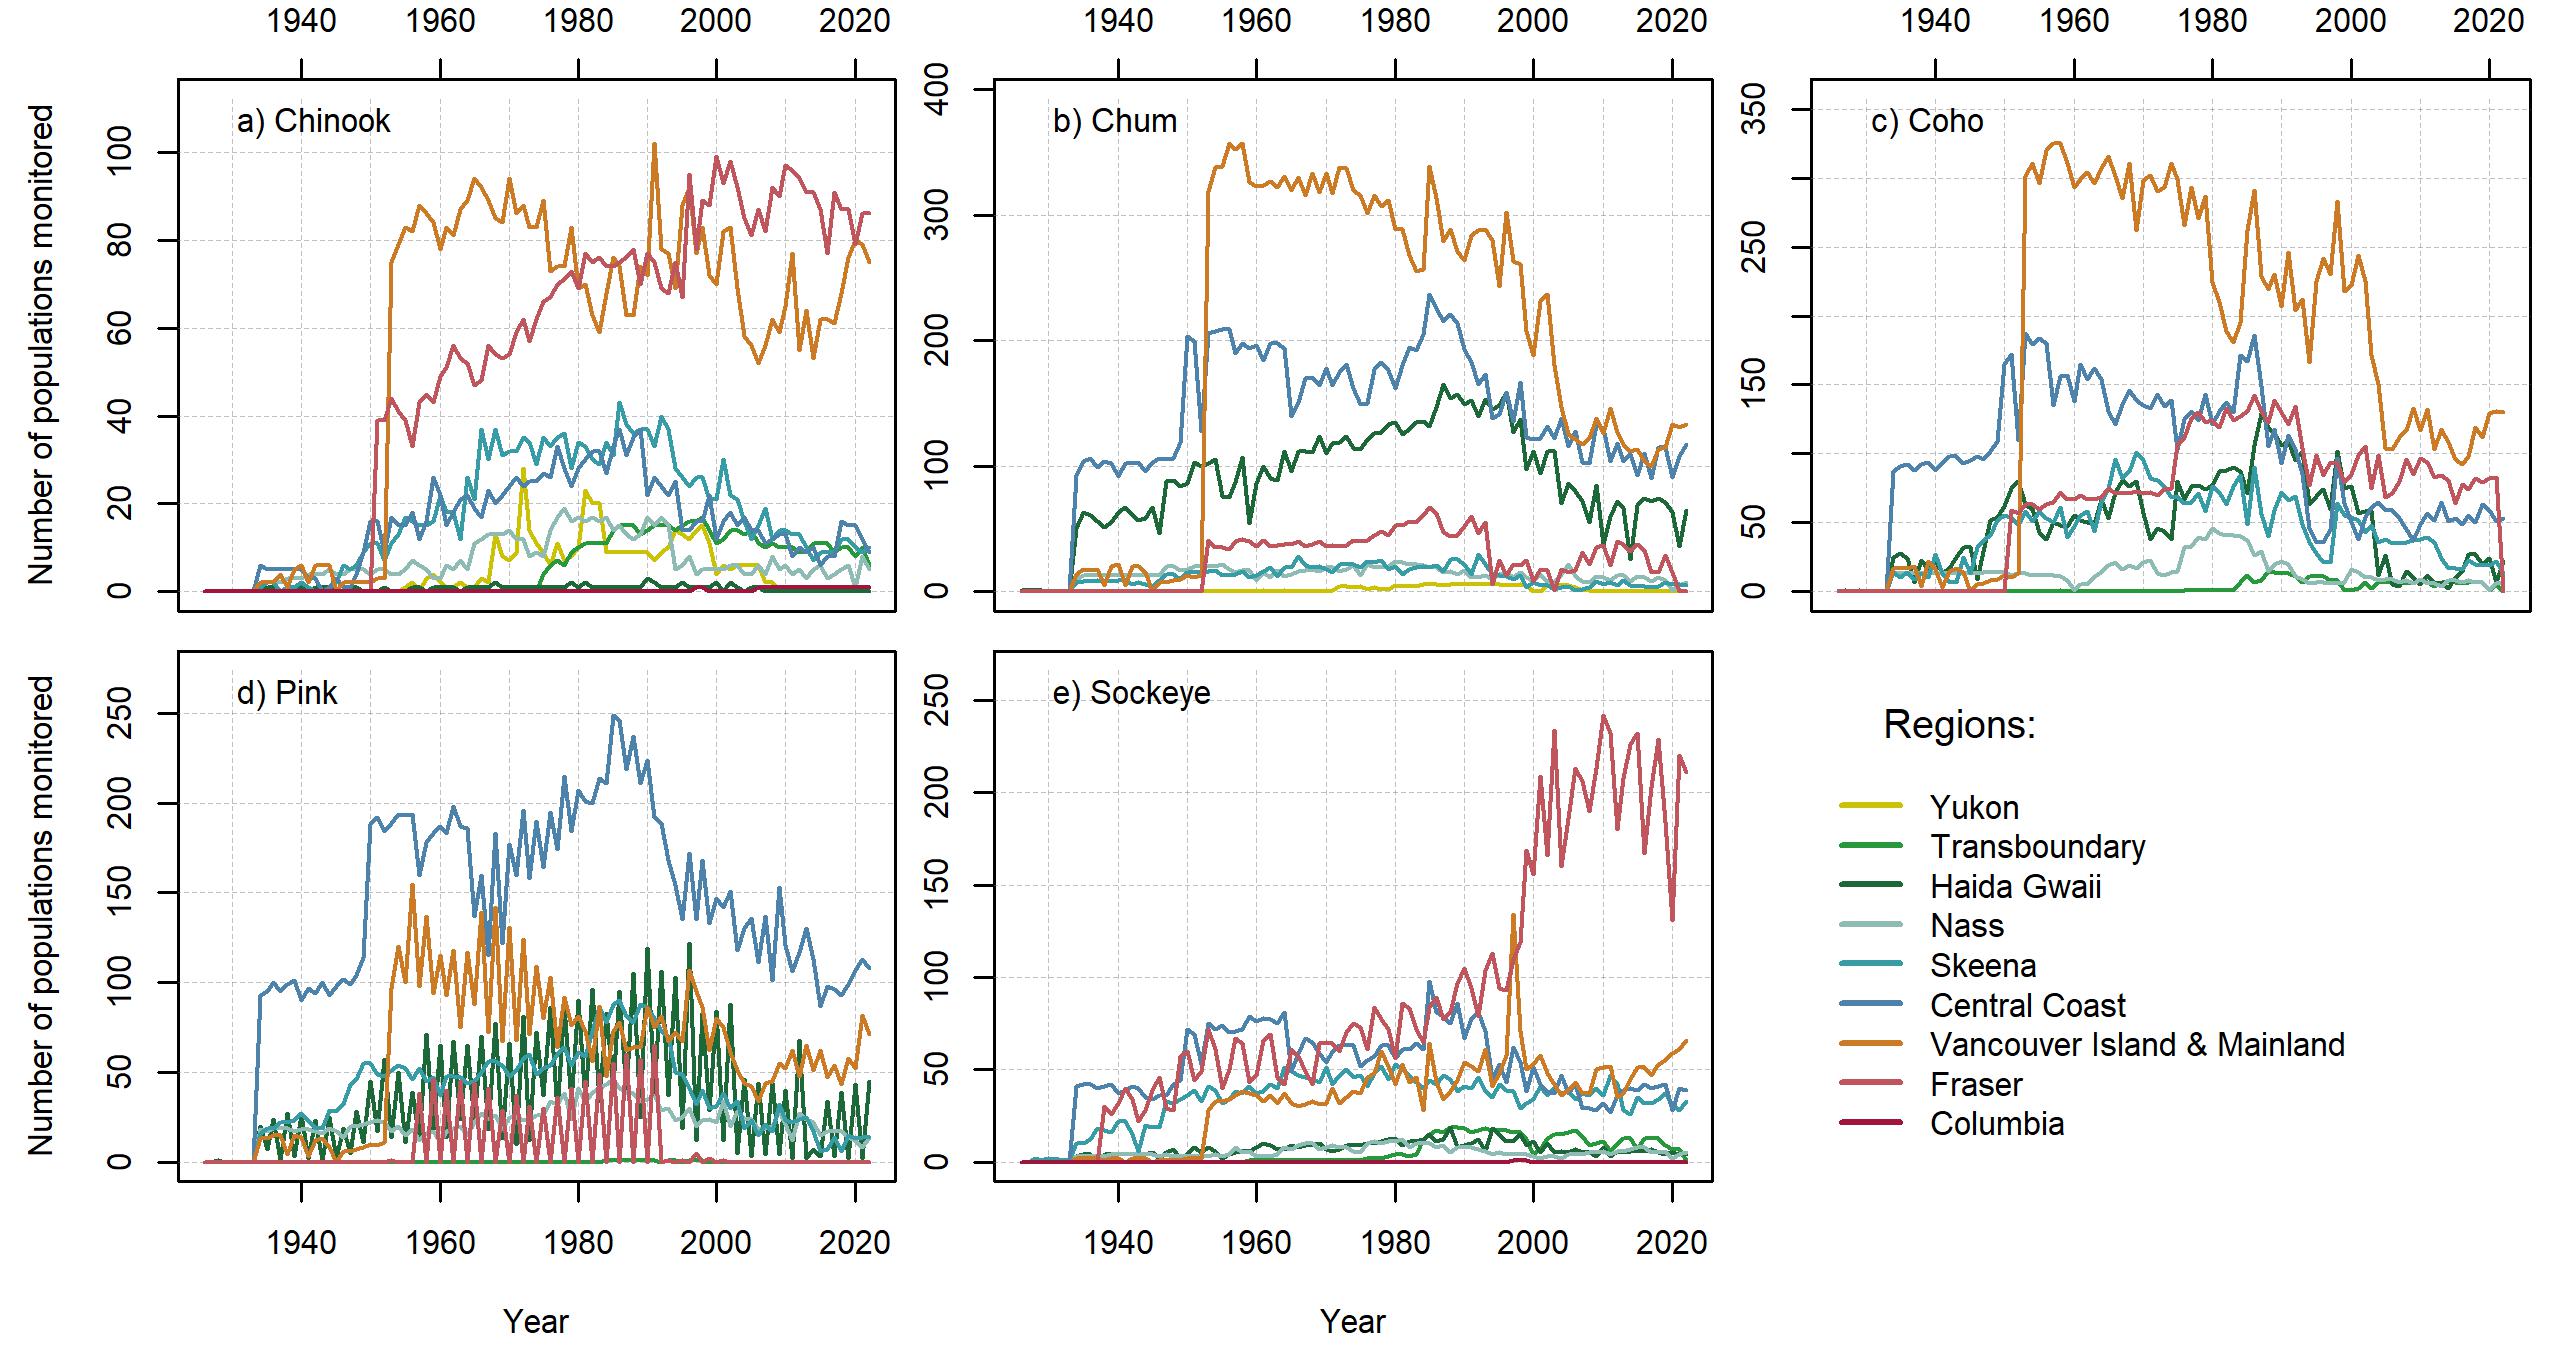 1940 1960 1980 2000 2020
1940 1960 1980 2000 2020
1940 1960 1980 2000 2020
Number of populations monitored
a) Chinook
100
80
60
40
20
0
b) Chum
400
300
200
100
0
c) Coho
350
250
150
50
0
Number of populations monitored
d) Pink
250
200
150
100
50
0
1940 1960 1980 2000 2020
Year
e) Sockeye
250
200
150
100
50
0
1940 1960 1980 2000 2020
Year
Regions:
Yukon
Transboundary
Haida Gwaii
Nass
Skeena
Central Coast
Vancouver Island & Mainland
Fraser
Columbia